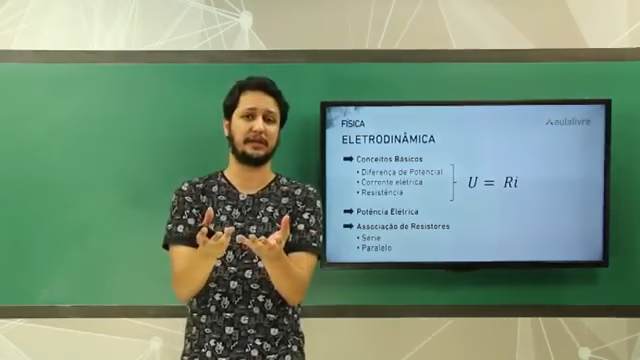 FÍSICA
aulalivre
ELETRODINÂMICA
Conceitos Básicos
• Diferença de Potencial
• Corrente elétrica
• Resistência
U = Ri
Potência Elétrica
Associação de Resistores
• Série
• Paralelo